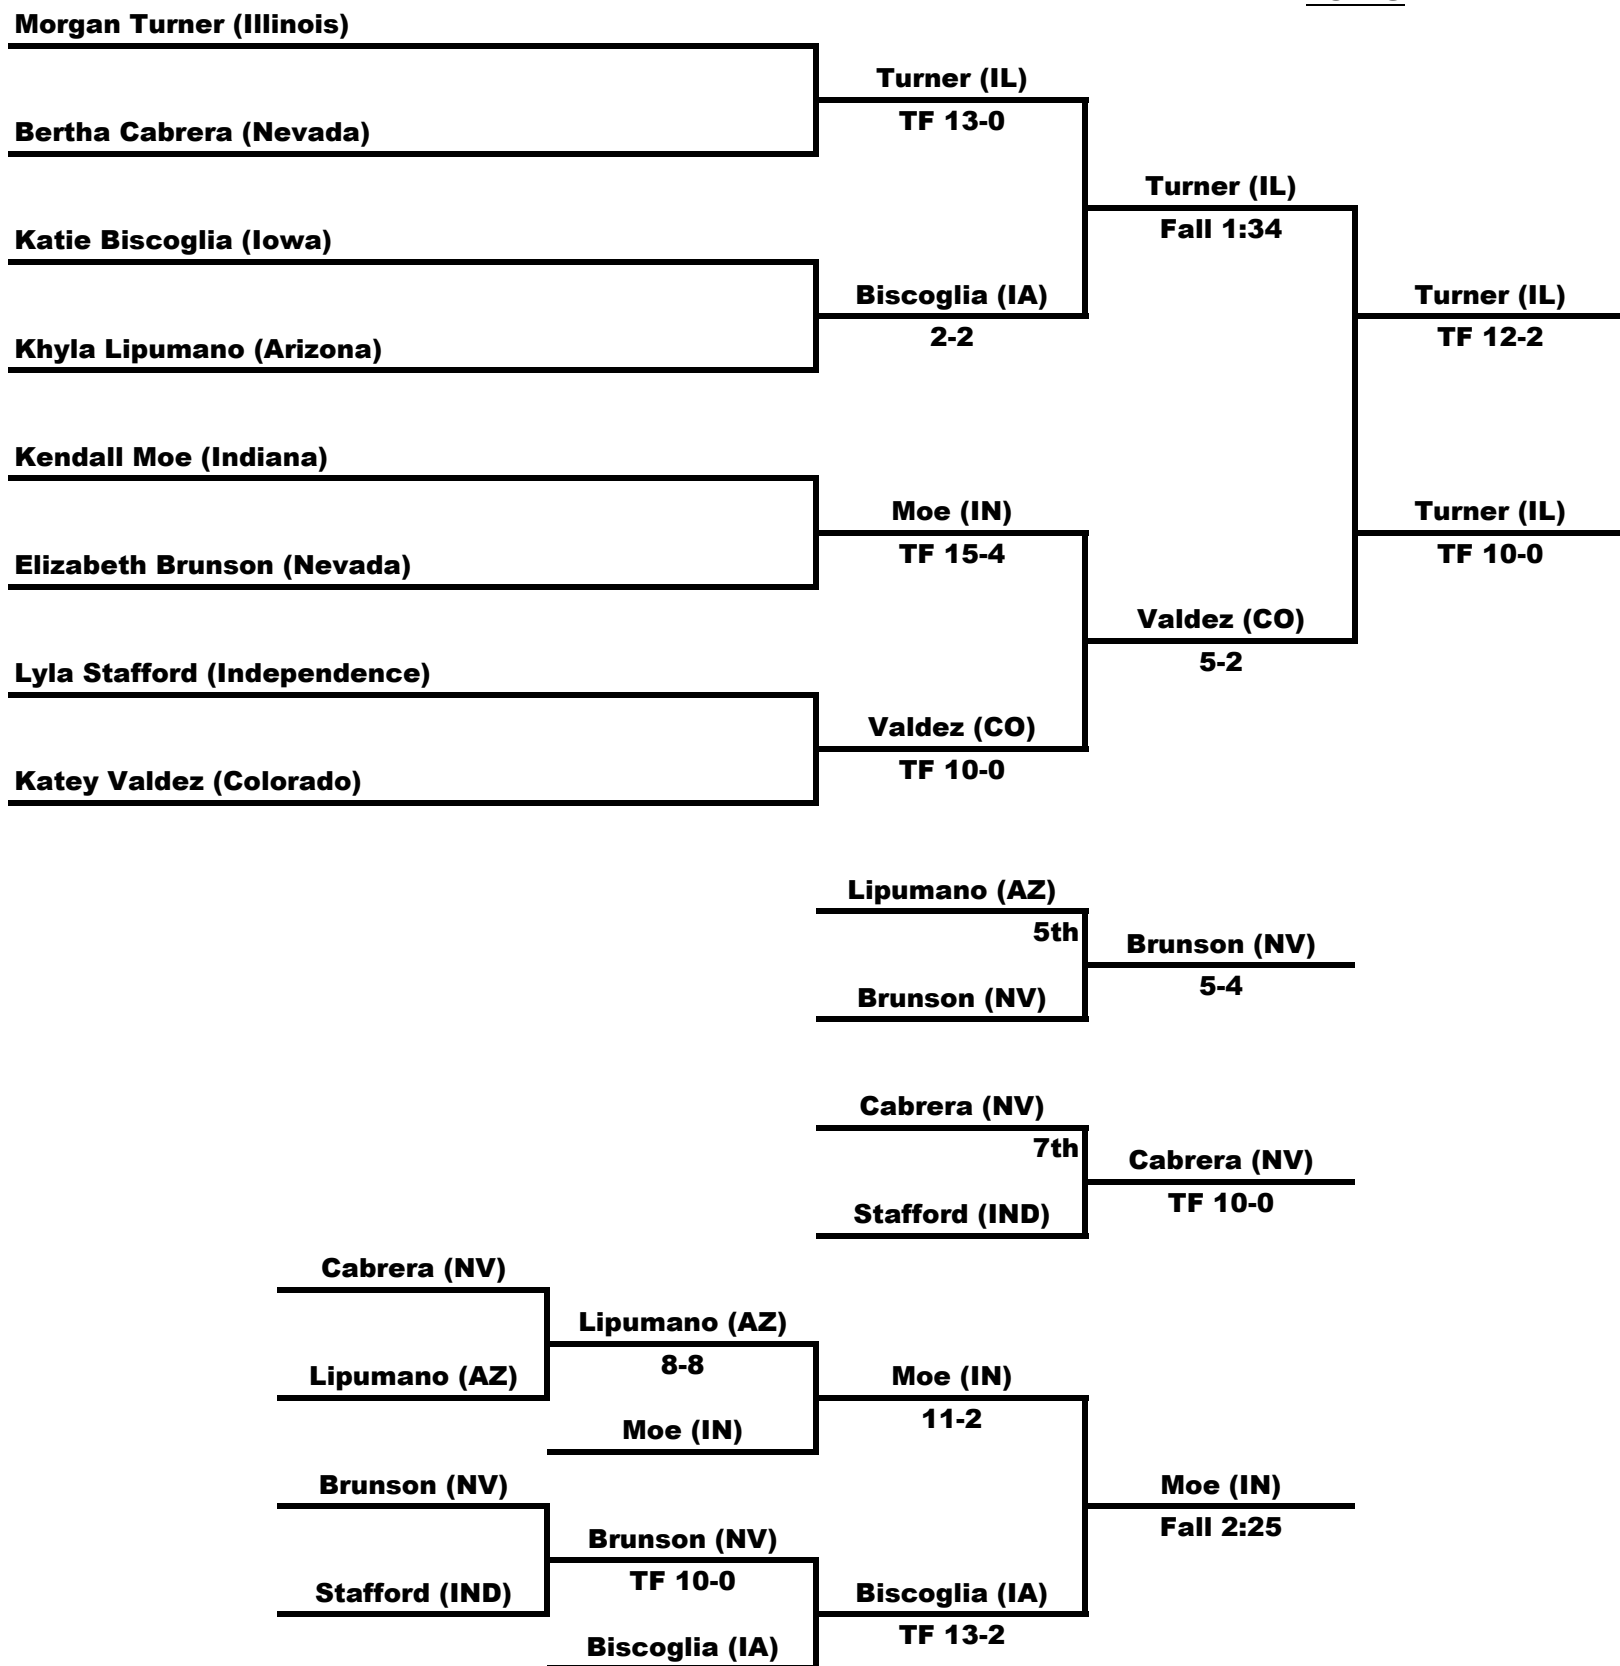 Morgan Turner (Illinois)
Turner (IL)
TF 13-0
Bertha Cabrera (Nevada)
Turner (IL)
Fall 1:34
Katie Biscoglia (Iowa)
Biscoglia (IA)
2-2
Turner (IL)
TF 12-2
Khyla Lipumano (Arizona)
Kendall Moe (Indiana)
Moe (IN)
TF 15-4
Turner (IL)
TF 10-0
Elizabeth Brunson (Nevada)
Valdez (CO)
5-2
Lyla Stafford (Independence)
Valdez (CO)
TF 10-0
Katey Valdez (Colorado)
Lipumano (AZ)
5th
Brunson (NV)
5-4
Brunson (NV)
Cabrera (NV)
7th
Cabrera (NV)
TF 10-0
Stafford (IND)
Cabrera (NV)
Lipumano (AZ)
8-8
Lipumano (AZ)
Moe (IN)
11-2
Moe (IN)
Brunson (NV)
Moe (IN)
Fall 2:25
Brunson (NV)
TF 10-0
Stafford (IND)
Biscoglia (IA)
TF 13-2
Biscoglia (IA)